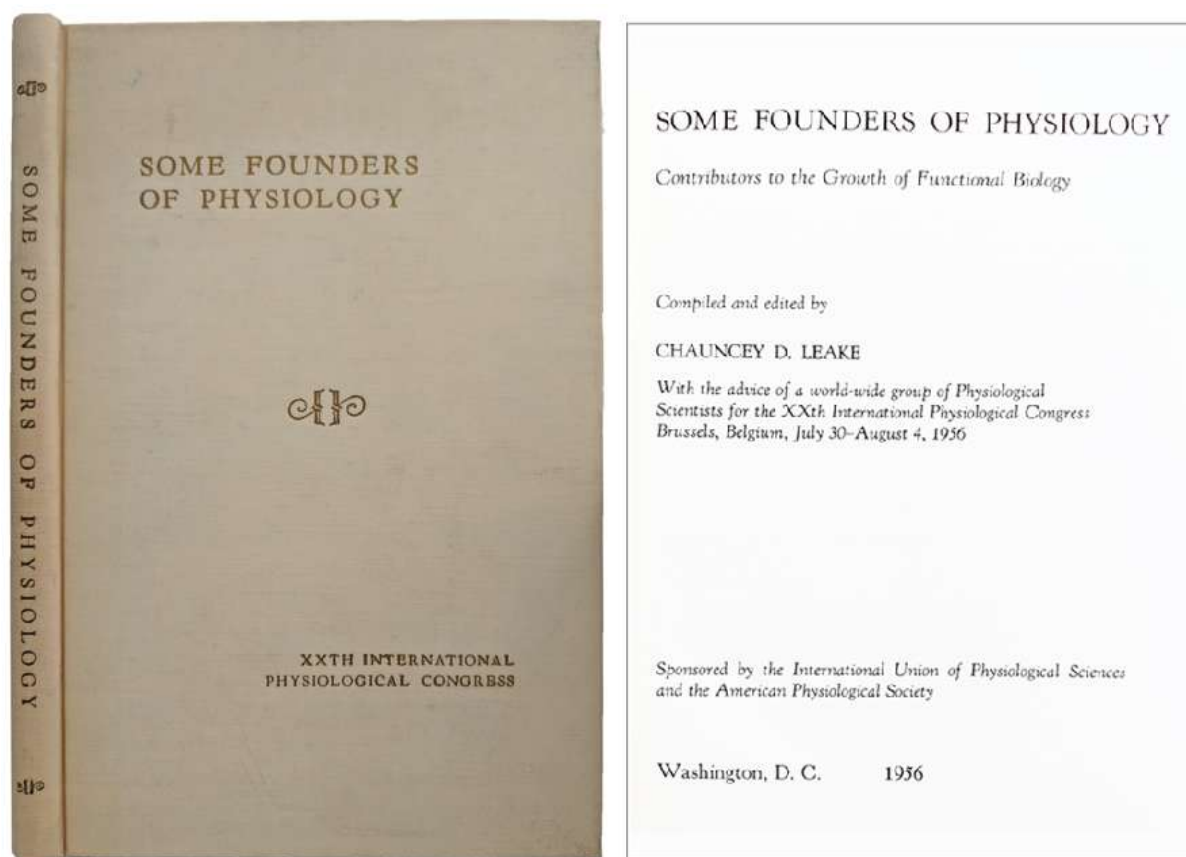 SOME FOUNDERS OF PHYSIOLOGY
SOME FOUNDERS
OF PHYSIOLOGY
XXTH INTERNATIONAL
PHYSIOLOGICAL CONGRESS
SOME FOUNDERS OF PHYSIOLOGY
Contributors to the Growth of Functional Biology
Compiled and edited by
CHAUNCEY D. LEAKE
With the advice of a world-wide group of Physiological
Scientists for the XXth International Physiological Congress
Brussels, Belgium, July 30–August 4, 1956
Sponsored by the International Union of Physiological Sciences
and the American Physiological Society
Washington, D. C. 1956